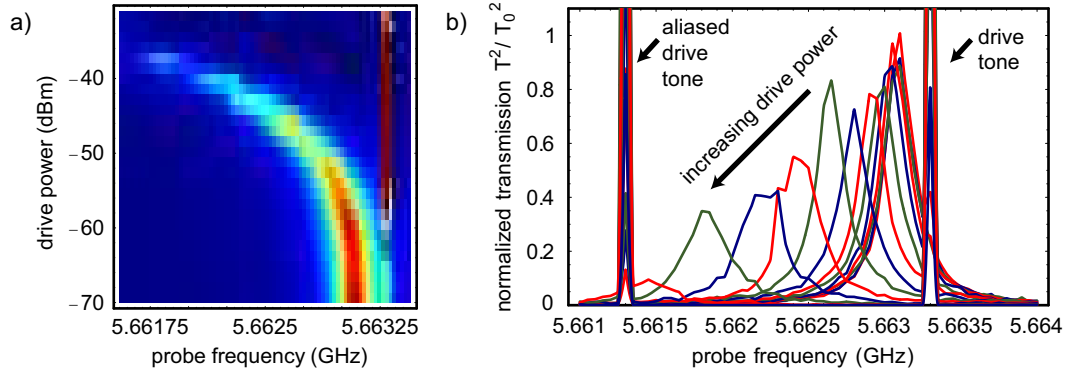 a)
drive power (dBm)
−40
−50
−60
−70
5.66175
5.6625
5.66325
probe frequency (GHz)
b)
normalized transmission T²/ T₀²
1
0.8
0.6
0.4
0.2
0
aliased
drive
tone
increasing drive power
drive
tone
5.661
5.6615
5.662
5.6625
5.663
5.6635
5.664
probe frequency (GHz)